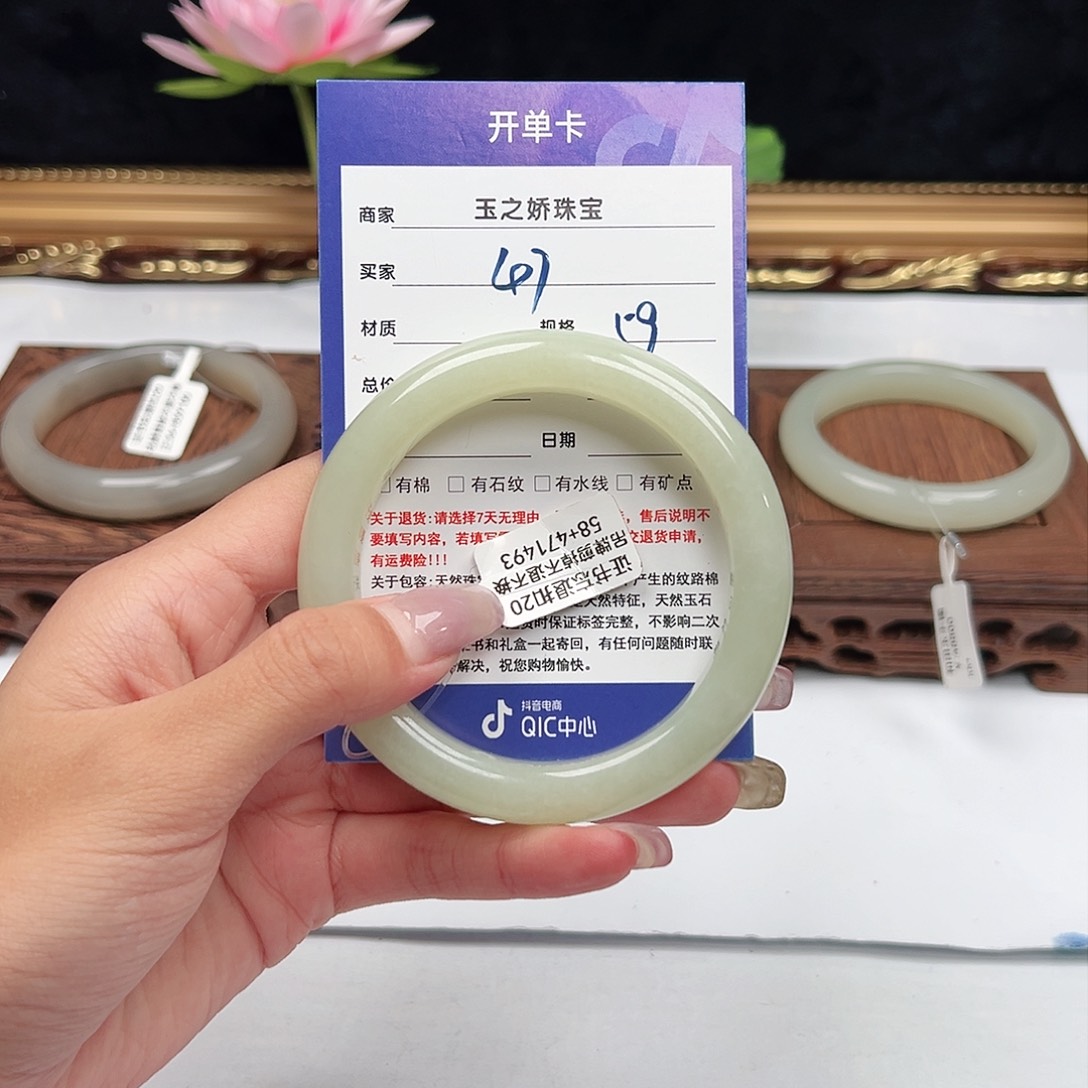 开单卡
商家 玉之娇珠宝
买家
材质 规格
总价
日期
有棉 有石纹 有水线 有矿点
关于退货:请选择7天无理由 售后说明不
要填写内容，若填写 交退货申请，
有运费险!!!
关于包容:天然珠 产生的纹路棉
天然特征，天然玉石
货时保证标签完整，不影响二次
书和礼盒一起寄回，有任何问题随时联
解决，祝您购物愉快。
抖音电商
QIC中心
证书忘退扣20
吊牌剪掉不退不换
58+471493